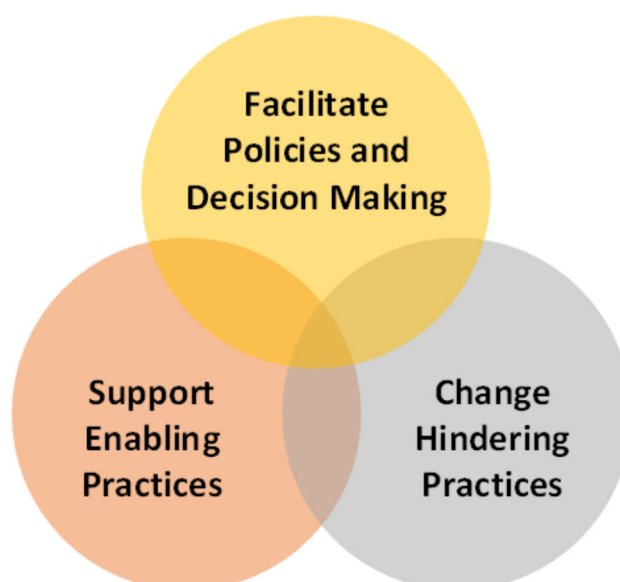 Facilitate
Policies and
Decision Making
Support
Enabling
Practices
Change
Hindering
Practices